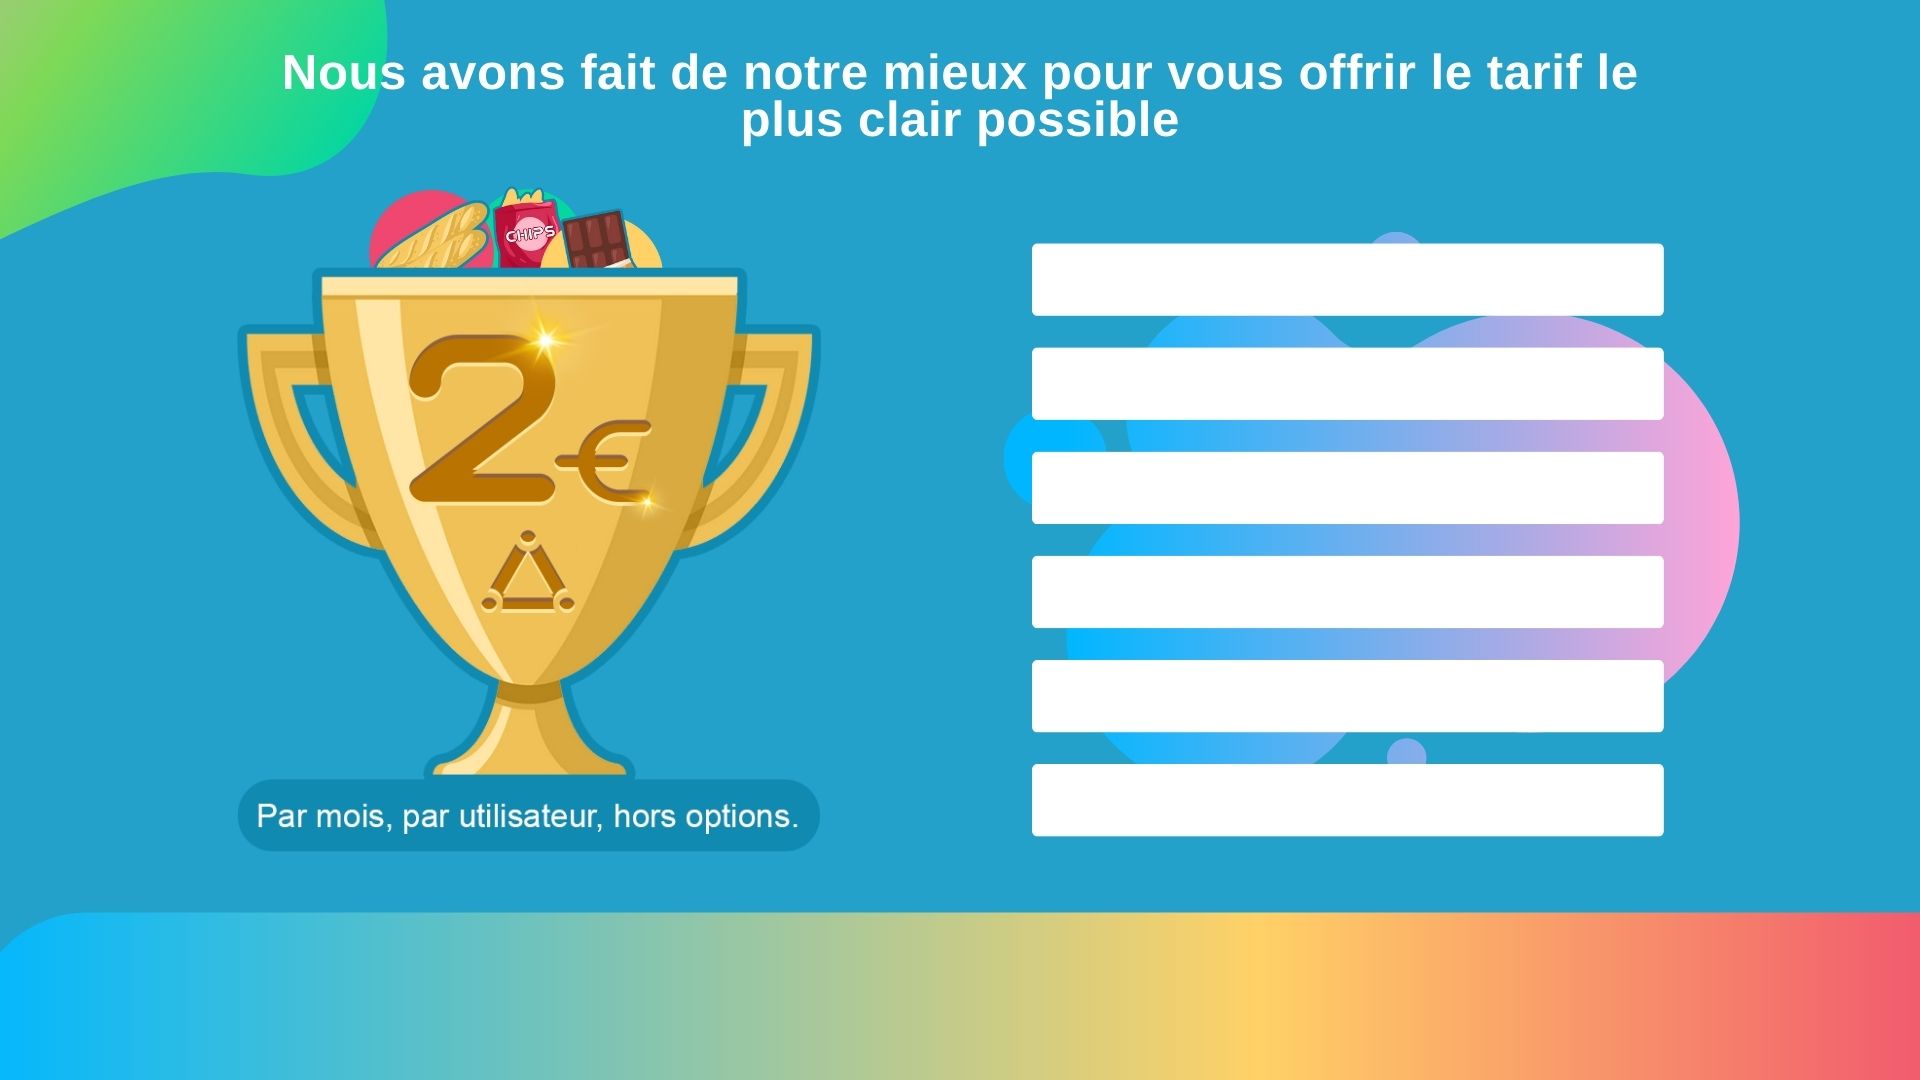 Nous avons fait de notre mieux pour vous offrir le tarif le
plus clair possible
CHIPS
2€
Par mois, par utilisateur, hors options.